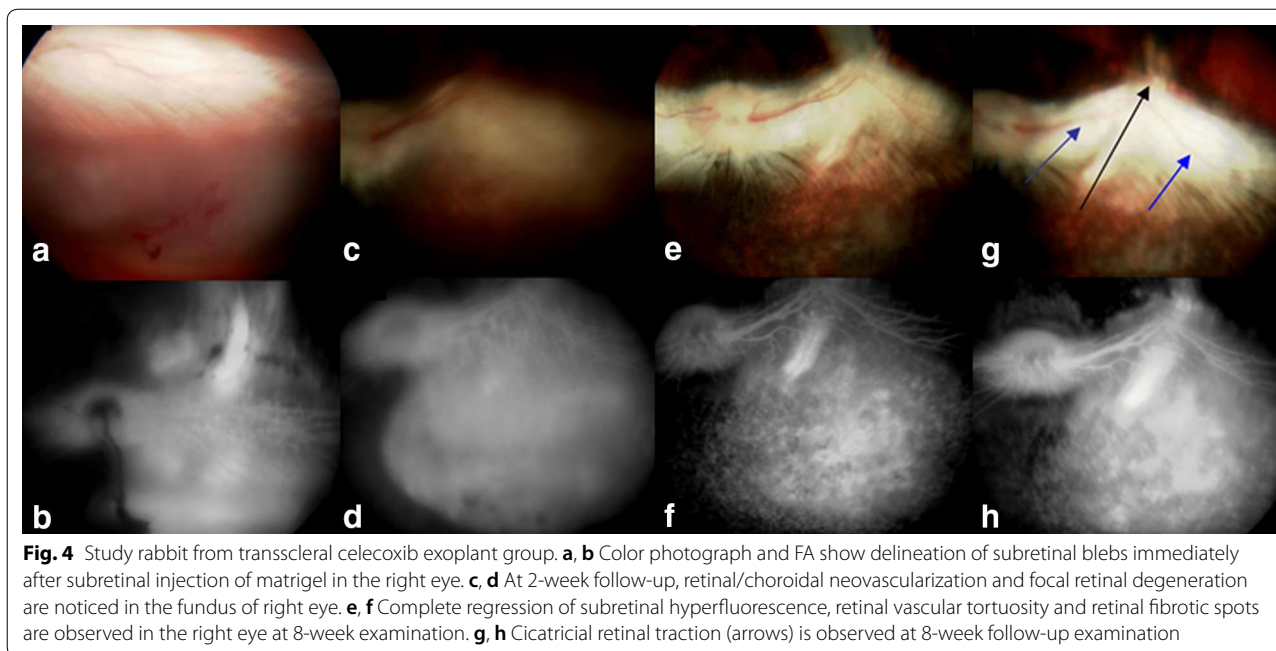 a
c
e
g
b
d
f
h
Fig. 4 Study rabbit from transscleral celecoxib exoplant group. a, b Color photograph and FA show delineation of subretinal blebs immediately
after subretinal injection of matrigel in the right eye. c, d At 2-week follow-up, retinal/choroidal neovascularization and focal retinal degeneration
are noticed in the fundus of right eye. e, f Complete regression of subretinal hyperfluorescence, retinal vascular tortuosity and retinal fibrotic spots
are observed in the right eye at 8-week examination. g, h Cicatricial retinal traction (arrows) is observed at 8-week follow-up examination